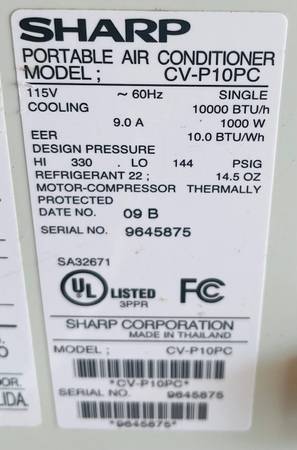 SHARP
PORTABLE AIR CONDITIONER
MODEL ; CV-P10PC
115V ~ 60Hz SINGLE
COOLING 10000 BTU/h
9.0 A 1000 W
EER 10.0 BTU/Wh
DESIGN PRESSURE
HI 330 . LO 144 PSIG
REFRIGERANT 22 ; 14.5 OZ
MOTOR-COMPRESSOR THERMALLY
PROTECTED
DATE NO. 09 B
SERIAL NO. 9645875
SA32671
UL LISTED FC
3PPR
SHARP CORPORATION
MADE IN THAILAND
MODEL ; CV-P10PC
*CV-P10PC*
SERIAL NO. 9645875
*9645875*
DOR.
LIDA